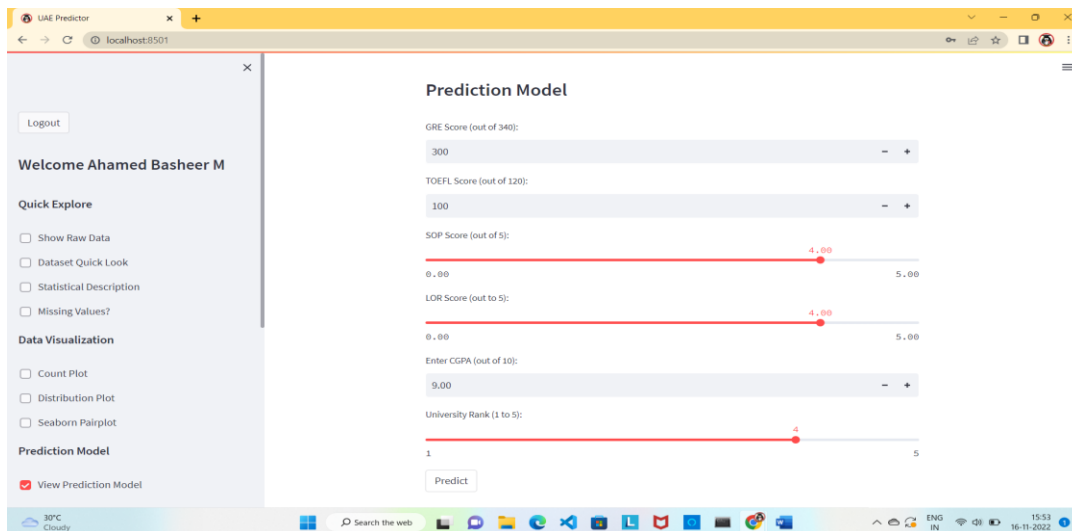 UAE Predictor
localhost:8501
Logout
Welcome Ahamed Basheer M
Quick Explore
Show Raw Data
Dataset Quick Look
Statistical Description
Missing Values?
Data Visualization
Count Plot
Distribution Plot
Seaborn Pairplot
Prediction Model
View Prediction Model
Prediction Model
GRE Score (out of 340):
300
TOEFL Score (out of 120):
100
SOP Score (out of 5):
4.00
0.00 5.00
LOR Score (out to 5):
4.00
0.00 5.00
Enter CGPA (out of 10):
9.00
University Rank (1 to 5):
4
1 5
Predict
30°C
Cloudy
Search the web
ENG
IN
15:53
16-11-2022
1